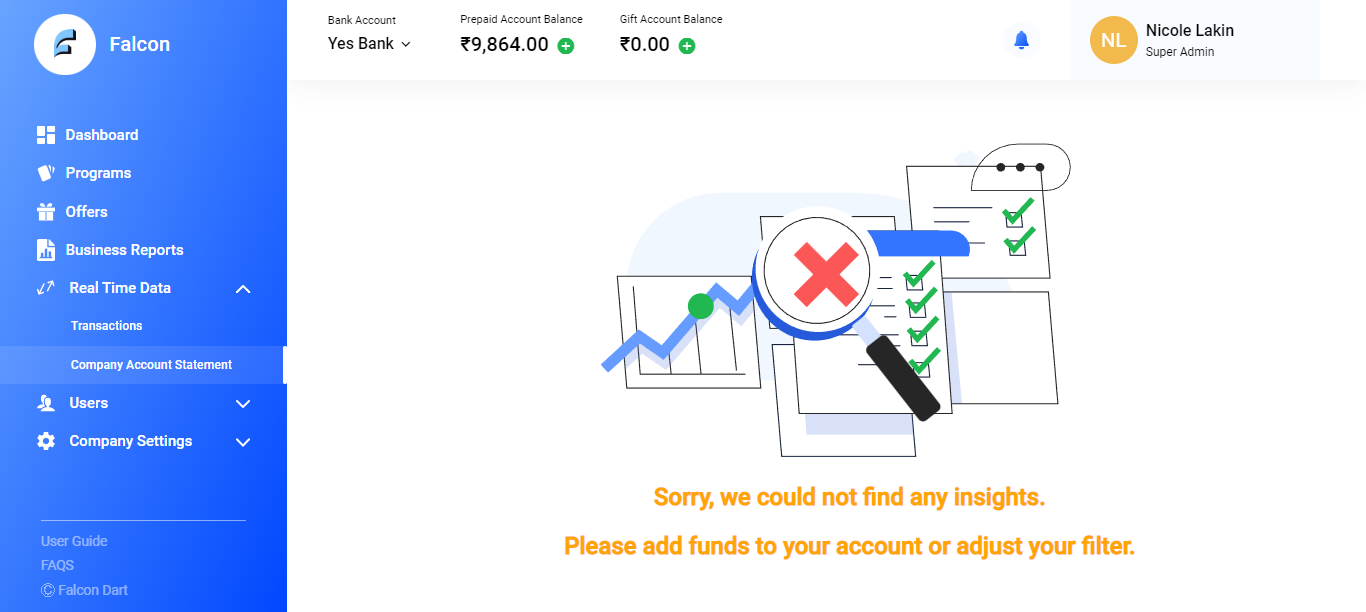 Falcon
Dashboard
Programs
Offers
Business Reports
Real Time Data
Transactions
Company Account Statement
Users
Company Settings
User Guide
FAQS
© Falcon Dart
Bank Account
Yes Bank
Prepaid Account Balance
₹9,864.00
Gift Account Balance
₹0.00
NL
Nicole Lakin
Super Admin
Sorry, we could not find any insights.
Please add funds to your account or adjust your filter.